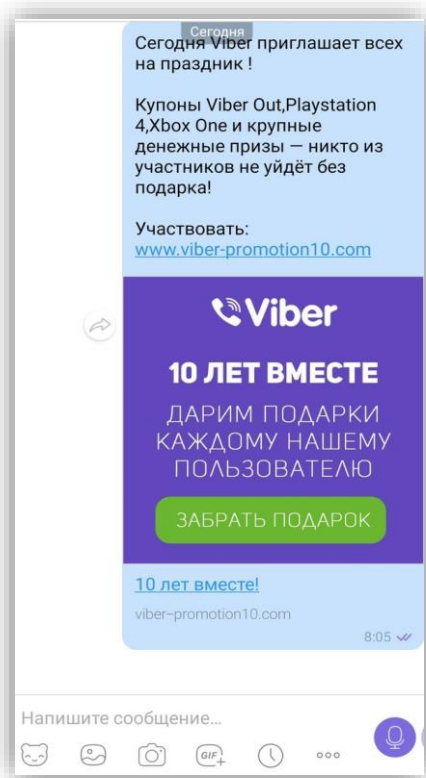 Сегодня
Сегодня Viber приглашает всех
на праздник !
Купоны Viber Out,Playstation
4,Xbox One и крупные
денежные призы — никто из
участников не уйдёт без
подарка!
Участвовать:
www.viber-promotion10.com
Viber
10 ЛЕТ ВМЕСТЕ
ДАРИМ ПОДАРКИ
КАЖДОМУ НАШЕМУ
ПОЛЬЗОВАТЕЛЮ
ЗАБРАТЬ ПОДАРОК
10 лет вместе!
viber-promotion10.com
8:05
Напишите сообщение...
GIF